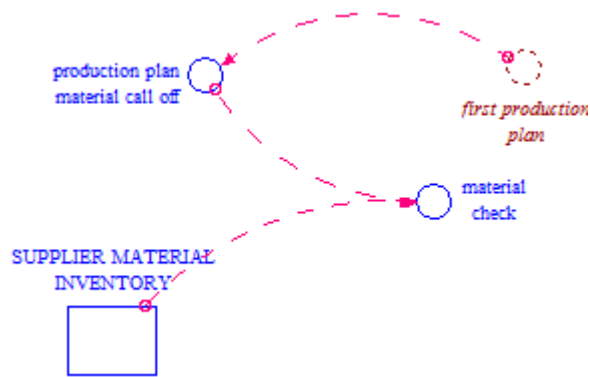 production plan
material call off
first production
plan
material
check
SUPPLIER MATERIAL
INVENTORY